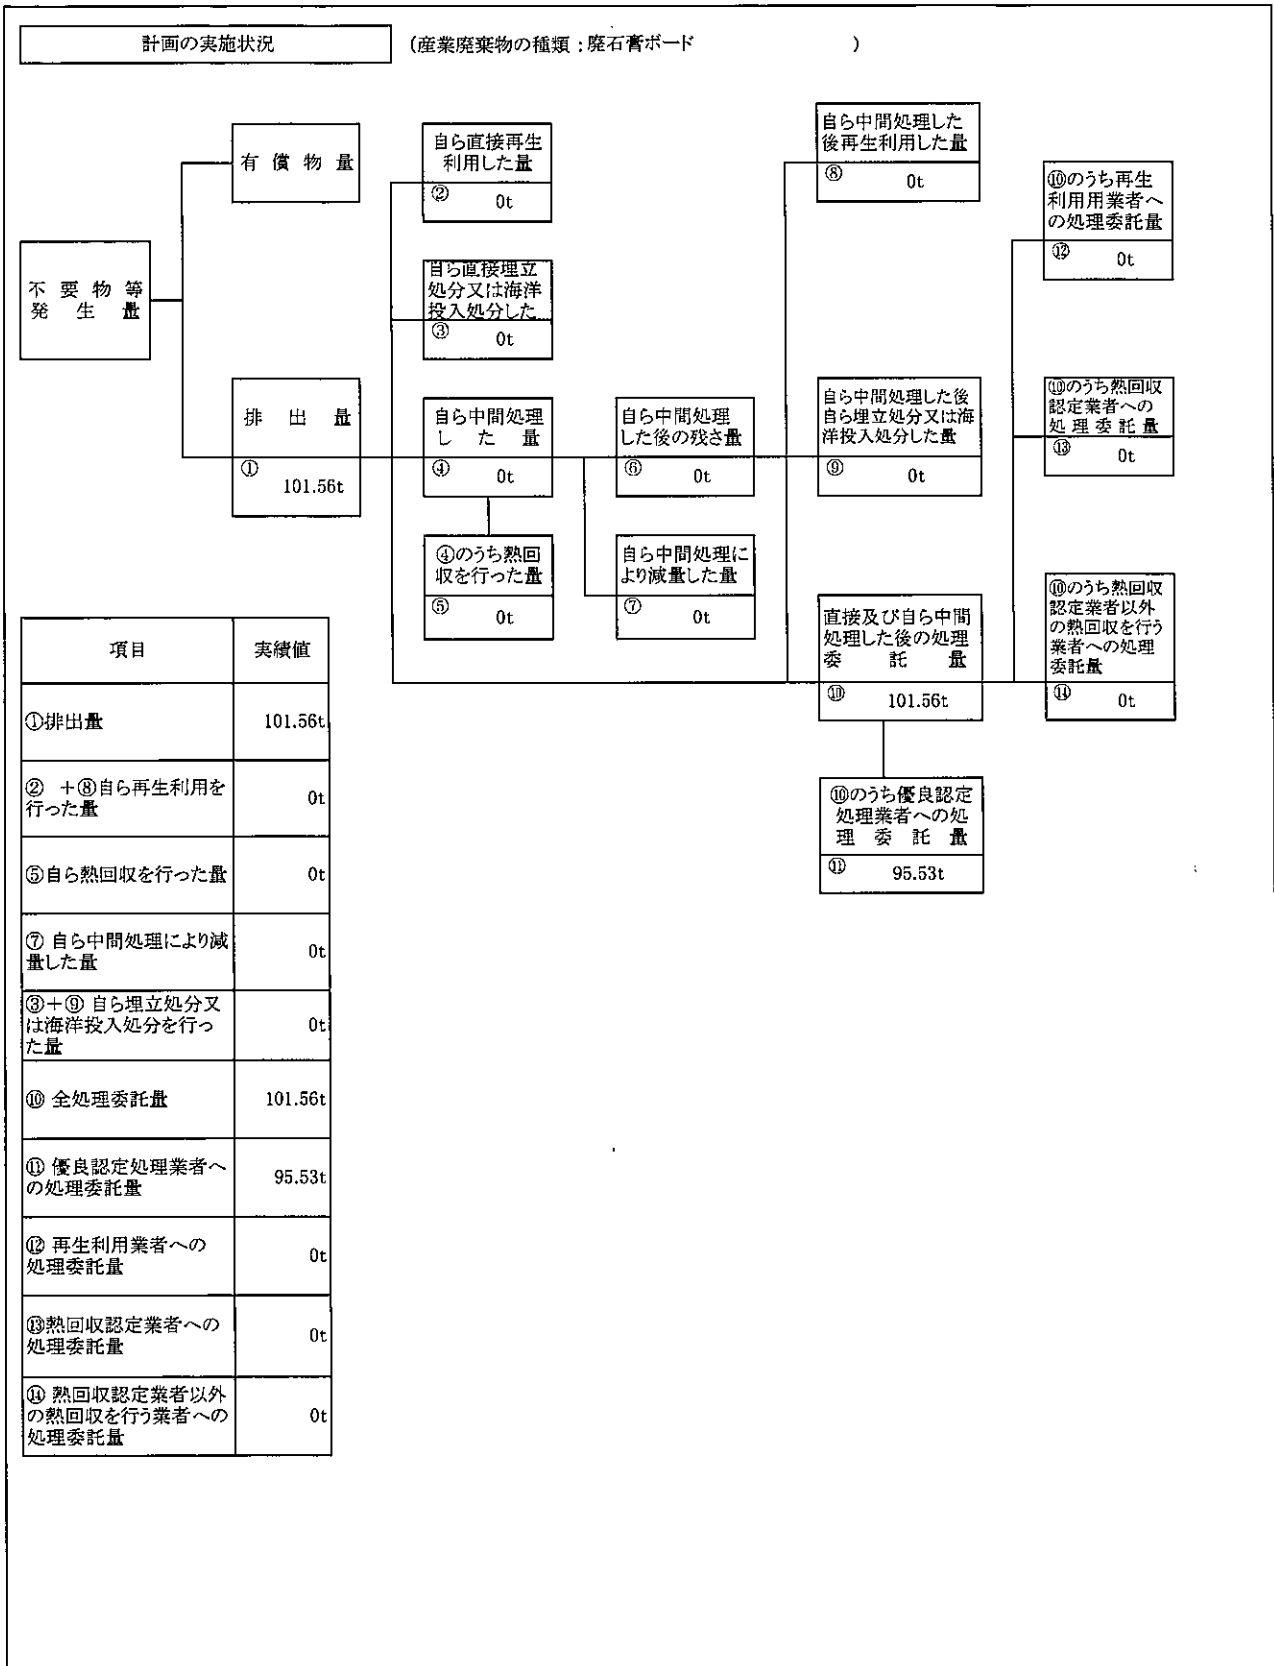 計画の実施状況
(産業廃棄物の種類：廃石膏ボード　　　　)
有償物量
不要物等
発生量
排出量
①
101.56t
自ら直接再生
利用した量
②
0t
自ら直接埋立
処分又は海洋
投入処分した
③
0t
自ら中間処理
した量
④
0t
④のうち熱回
収を行った量
⑤
0t
自ら中間処理
した後の残さ量
⑥
0t
自ら中間処理に
より減量した量
⑦
0t
自ら中間処理した
後再生利用した量
⑧
0t
自ら中間処理した後
自ら埋立処分又は海
洋投入処分した量
⑨
0t
直接及び自ら中間
処理した後の処理
委託量
⑩
101.56t
⑩のうち優良認定
処理業者への処
理委託量
⑪
95.53t
⑩のうち再生
利用用業者へ
の処理委託量
⑫
0t
⑩のうち熱回収
認定業者への
処理委託量
⑬
0t
⑩のうち熱回収
認定業者以外
の熱回収を行う
業者への処理
委託量
⑭
0t
項目 実績値
①排出量 101.56t
②　+⑧自ら再生利用を
行った量 0t
⑤自ら熱回収を行った量 0t
⑦ 自ら中間処理により減
量した量 0t
③+⑨ 自ら埋立処分又
は海洋投入処分を行っ
た量 0t
⑩ 全処理委託量 101.56t
⑪ 優良認定処理業者へ
の処理委託量 95.53t
⑫ 再生利用業者への
処理委託量 0t
⑬熱回収認定業者への
処理委託量 0t
⑭ 熱回収認定業者以外
の熱回収を行う業者への
処理委託量 0t